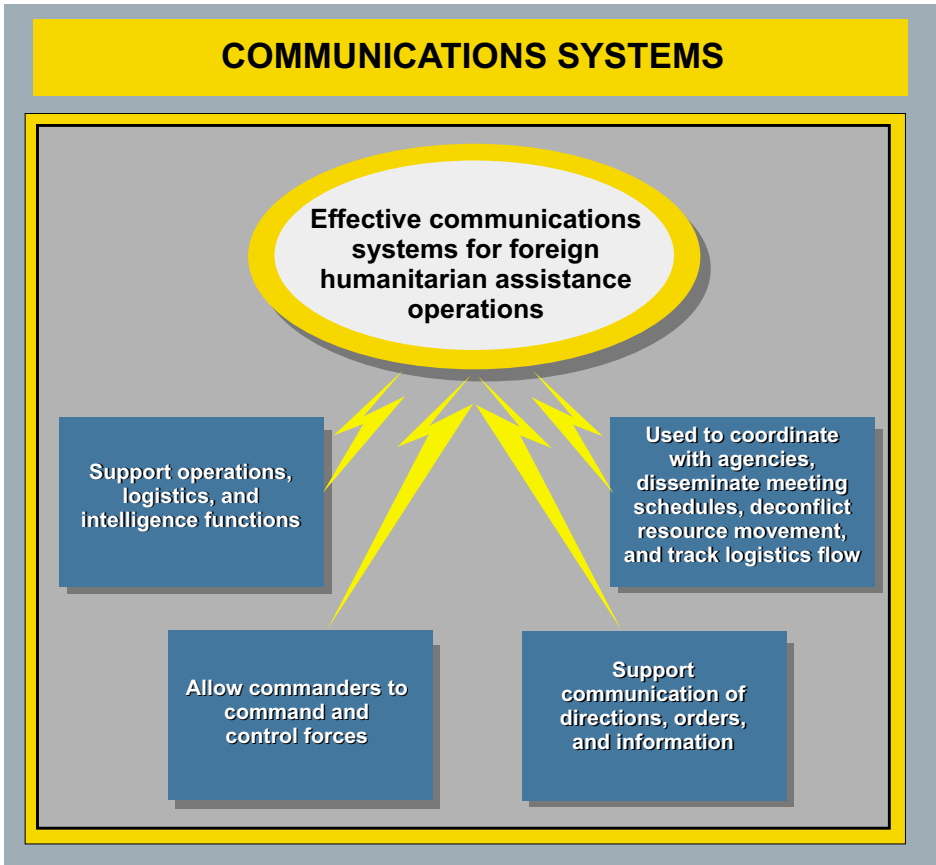 COMMUNICATIONS SYSTEMS
Effective communications
systems for foreign
humanitarian assistance
operations
Support operations,
logistics, and
intelligence functions
Used to coordinate
with agencies,
disseminate meeting
schedules, deconflict
resource movement,
and track logistics flow
Allow commanders to
command and
control forces
Support
communication of
directions, orders,
and information